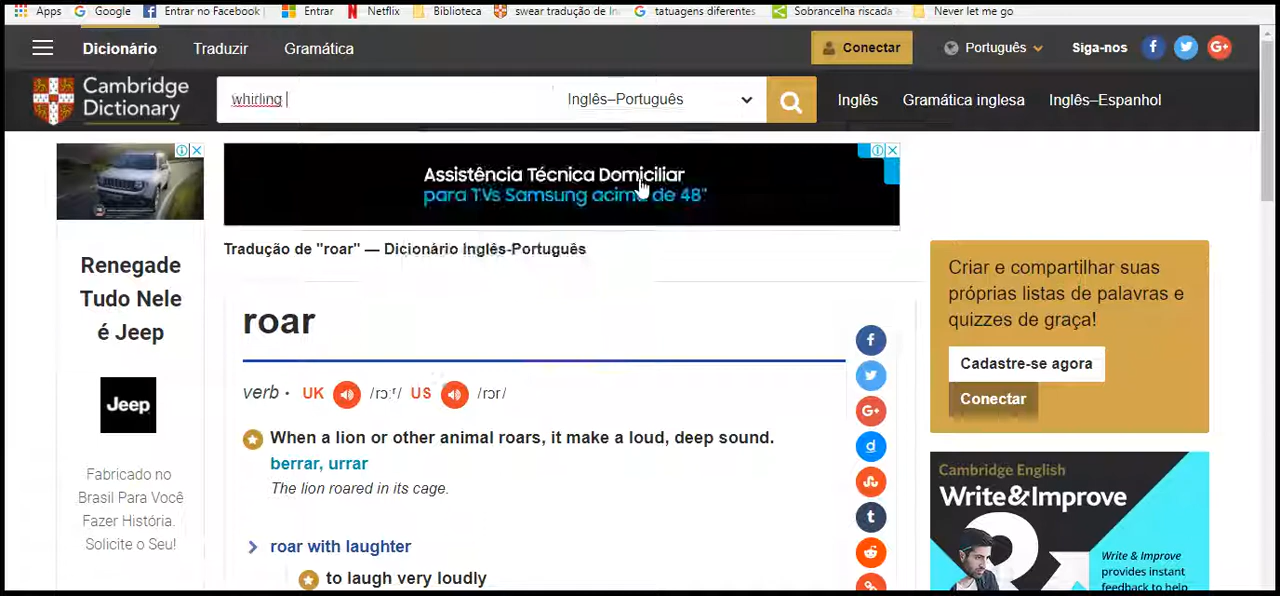 Apps Google Entrar no Facebook Entrar Netflix Biblioteca swear tradução de In tatuagens diferentes Sobrancelha riscada Never let me go
Dicionário Traduzir Gramática Conectar Português Siga-nos
Cambridge
Dictionary
whirling Inglês–Português Inglês Gramática inglesa Inglês–Espanhol
Assistência Técnica Domiciliar
para TVs Samsung acima de 48"
Tradução de "roar" — Dicionário Inglês-Português
Renegade
Tudo Nele
é Jeep
Jeep
Fabricado no
Brasil Para Você
Fazer História.
Solicite o Seu!
roar
verb · UK /rɔːʳ/ US /rɔr/
When a lion or other animal roars, it make a loud, deep sound.
berrar, urrar
The lion roared in its cage.
roar with laughter
to laugh very loudly
Criar e compartilhar suas
próprias listas de palavras e
quizzes de graça!
Cadastre-se agora
Conectar
Cambridge English
Write&Improve
Write & Improve
provides instant
feedback to help